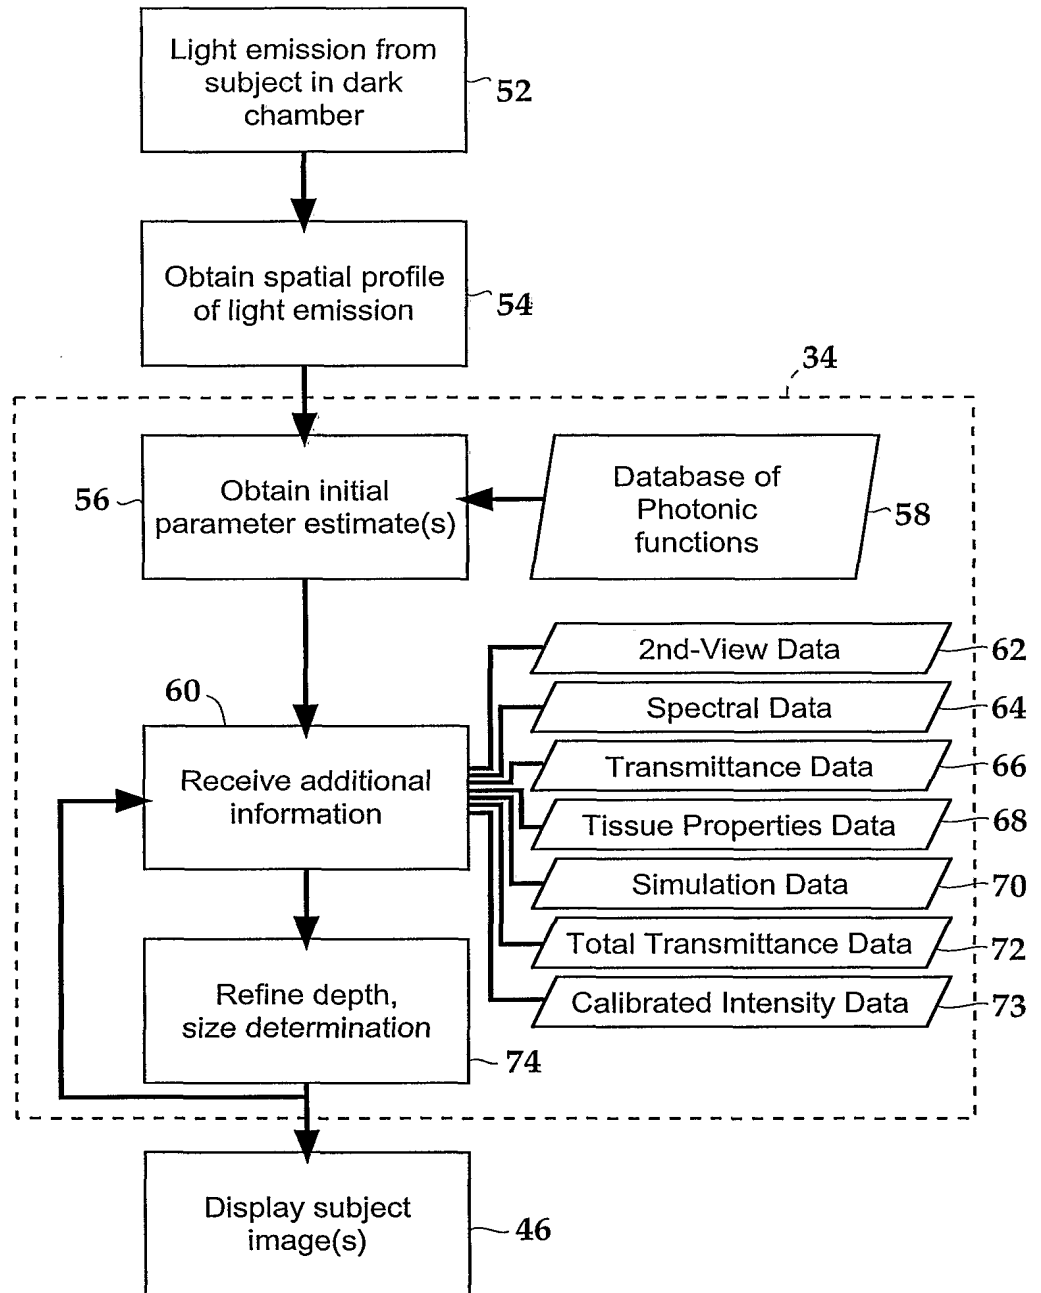 Light emission from
subject in dark
chamber
52
Obtain spatial profile
of light emission
54
34
56
Obtain initial
parameter estimate(s)
Database of
Photonic
functions
58
2nd-View Data
62
Spectral Data
64
60
Receive additional
information
Transmittance Data
66
Tissue Properties Data
68
Simulation Data
70
Total Transmittance Data
72
Calibrated Intensity Data
73
Refine depth,
size determination
74
Display subject
image(s)
46